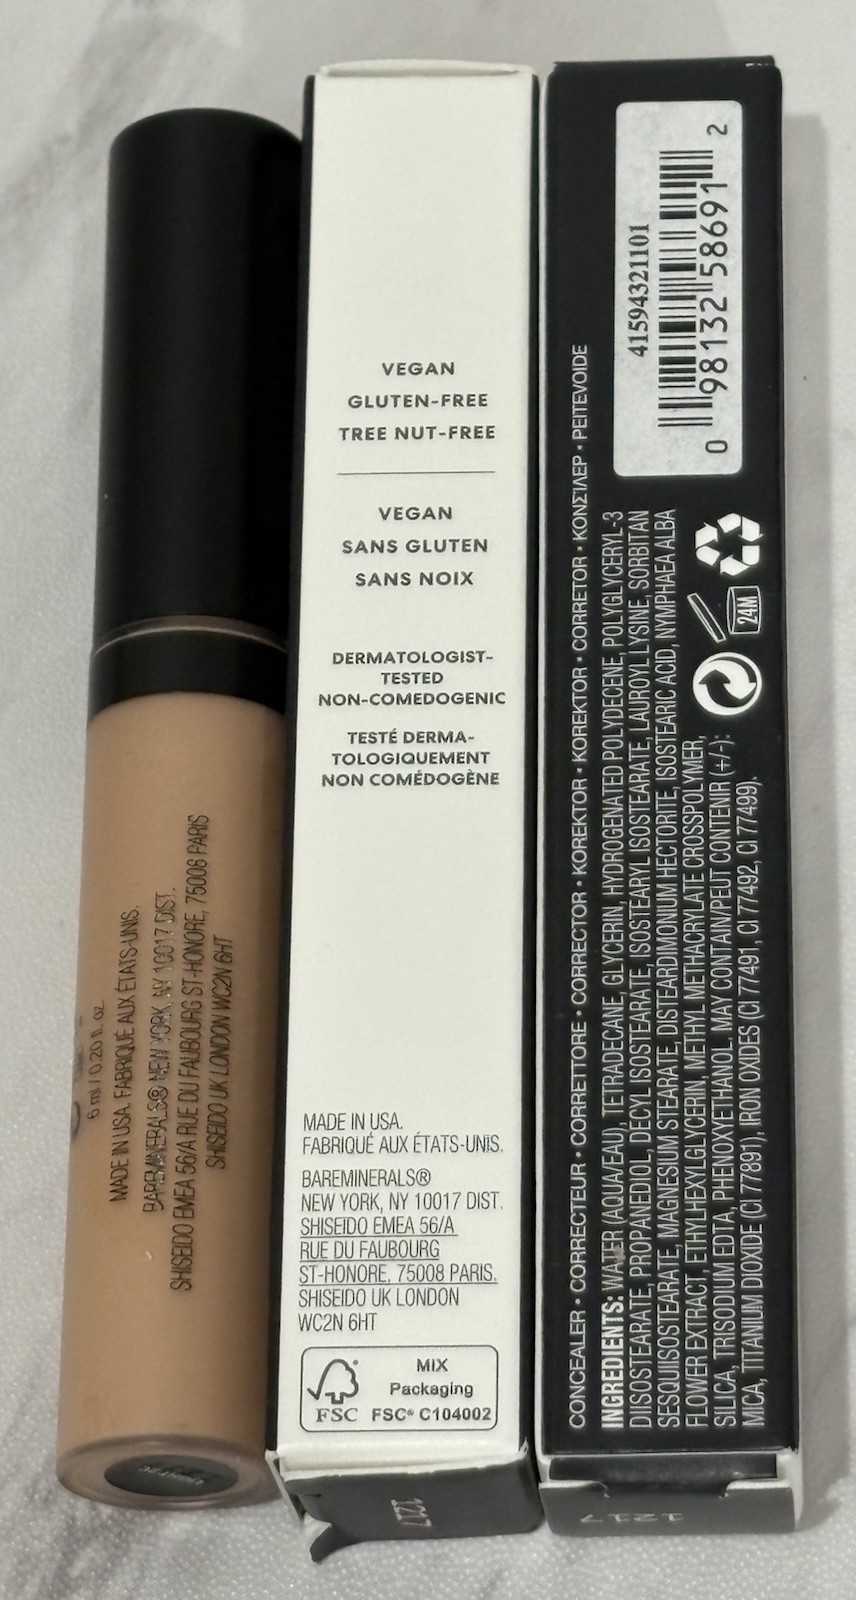 6 ml / 0.20 fl. oz.
MADE IN USA. FABRIQUÉ AUX ÉTATS-UNIS.
BAREMINERALS® NEW YORK, NY 10017 DIST.
SHISEIDO EMEA 56/A RUE DU FAUBOURG ST-HONORE, 75008 PARIS
SHISEIDO UK LONDON WC2N 6HT
VEGAN
GLUTEN-FREE
TREE NUT-FREE
VEGAN
SANS GLUTEN
SANS NOIX
DERMATOLOGIST-
TESTED
NON-COMEDOGENIC
TESTÉ DERMA-
TOLOGIQUEMENT
NON COMÉDOGÈNE
MADE IN USA.
FABRIQUÉ AUX ÉTATS-UNIS.
BAREMINERALS®
NEW YORK, NY 10017 DIST.
SHISEIDO EMEA 56/A
RUE DU FAUBOURG
ST-HONORE, 75008 PARIS.
SHISEIDO UK LONDON
WC2N 6HT
FSC
MIX
Packaging
FSC® C104002
41594321101
0 98132 58691 2
CONCEALER • CORRECTEUR • CORRETTORE • CORRECTOR • KOREKTOR • KOREKTOR • CORRETOR • ΚΟΝΣΙΛΕΡ • PEITEVOIDE
INGREDIENTS: WATER (AQUA/EAU), TETRADECANE, GLYCERIN, HYDROGENATED POLYDECENE, POLYGLYCERYL-3
DIISOSTEARATE, PROPANEDIOL, DECYL ISOSTEARATE, ISOSTEARYL ISOSTEARATE, LAUROYL LYSINE, SORBITAN
SESQUIISOSTEARATE, MAGNESIUM STEARATE, DISTEARDIMONIUM HECTORITE, ISOSTEARIC ACID, NYMPHAEA ALBA
FLOWER EXTRACT, ETHYLHEXYLGLYCERIN, METHYL METHACRYLATE CROSSPOLYMER,
SILICA, TRISODIUM EDTA, PHENOXYETHANOL. MAY CONTAIN/PEUT CONTENIR (+/-):
MICA, TITANIUM DIOXIDE (CI 77891), IRON OXIDES (CI 77491, CI 77492, CI 77499).
24M